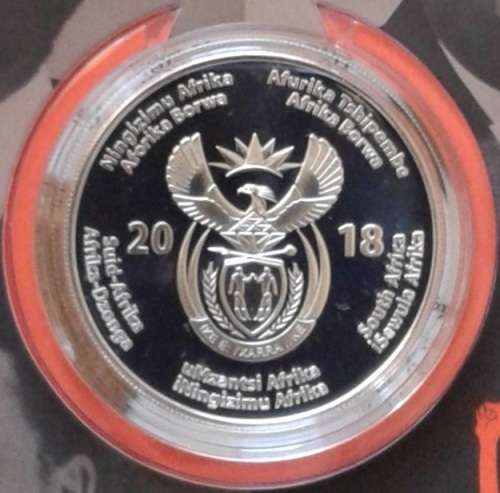 Ningizimu Afrika
Aforika Borwa
Afurika Tshipembe
Afrika Borwa
20 18
Suid-Afrika
Afrika-Dzonga
South Africa
iSewula Afrika
!KE E: /XARRA //KE
uMzantsi Afrika
iNingizimu Afrika